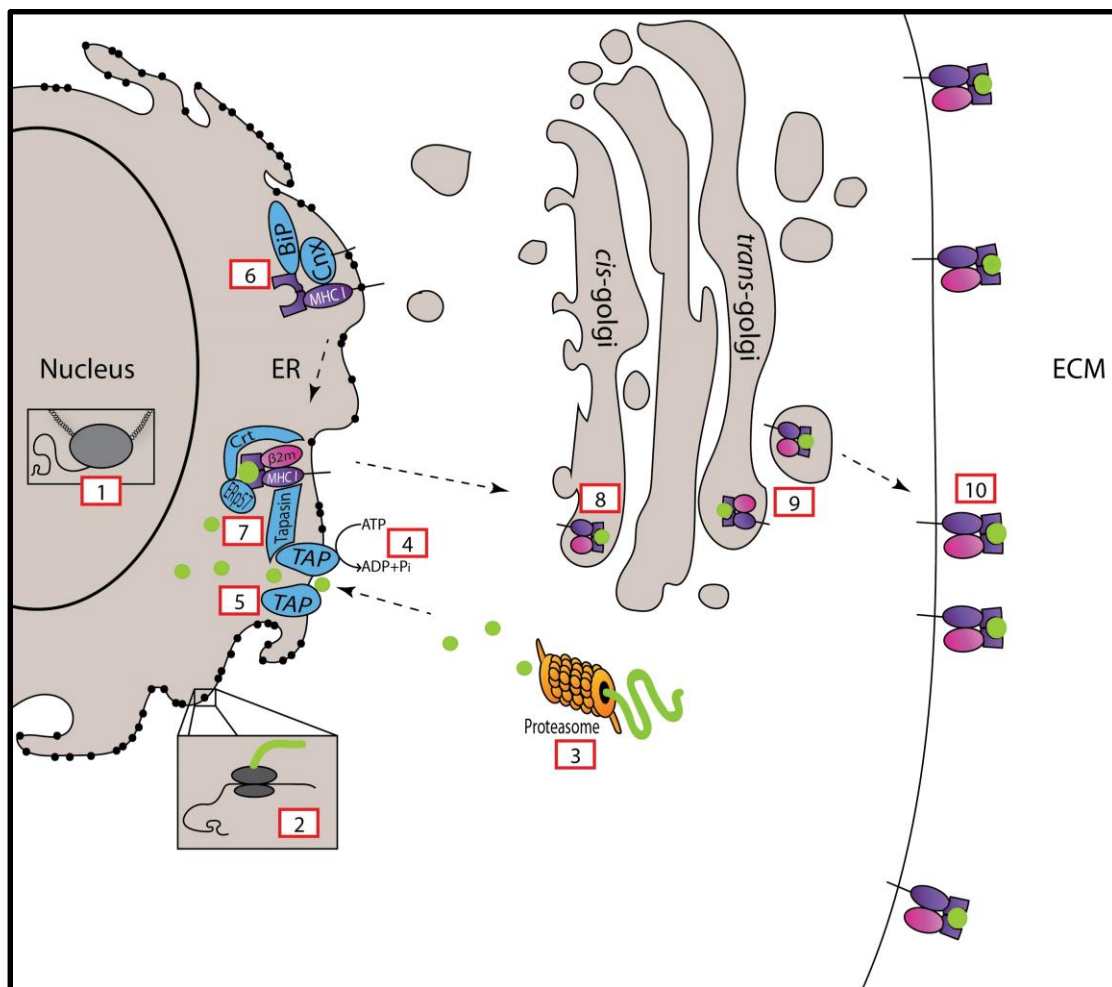 BiP
Cnx
6
MHC I
cis-golgi
trans-golgi
Nucleus
ER
ECM
1
Crt
β2m
MHC I
ERp57
7
Tapasin
TAP
ATP
4
ADP+Pi
5
TAP
8
9
10
Proteasome
3
2